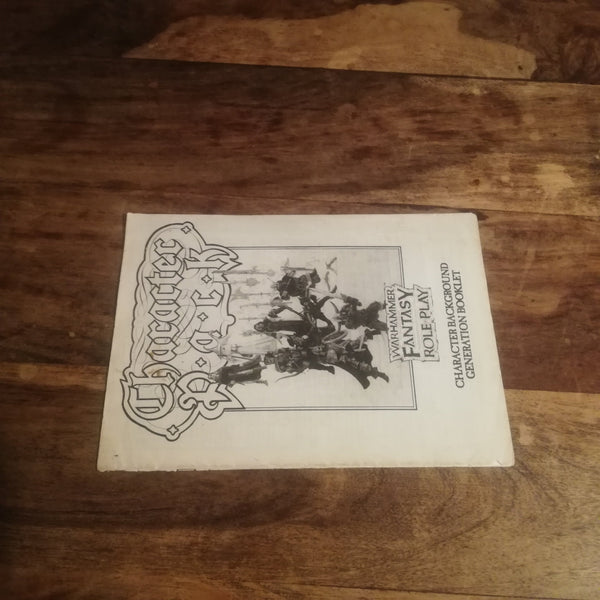 Character
Pack
WARHAMMER
FANTASY
ROLE-PLAY
CHARACTER BACKGROUND
GENERATION BOOKLET